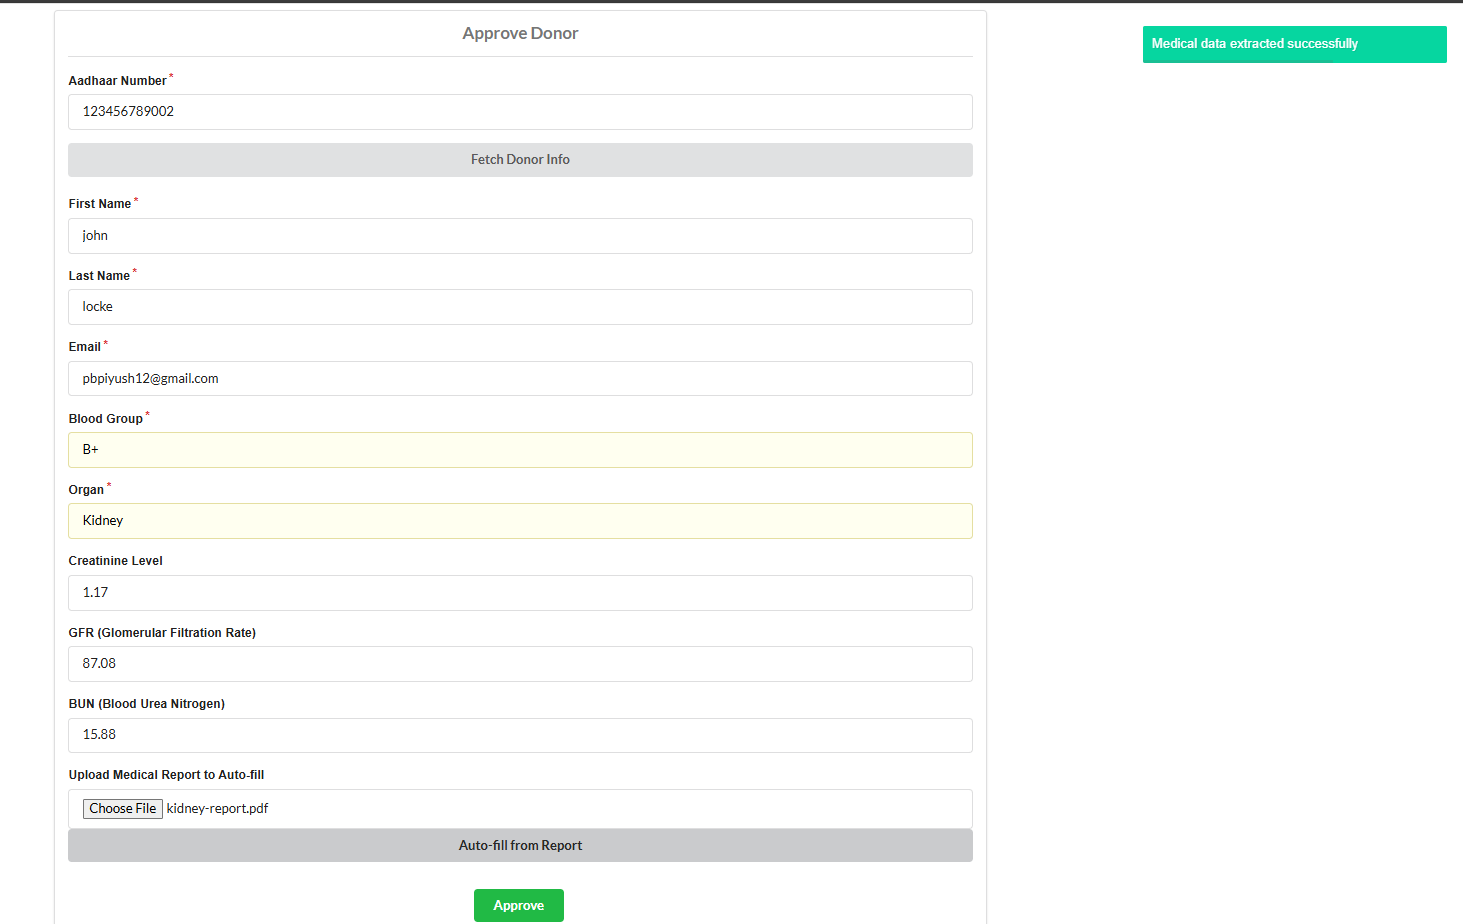 Approve Donor
Medical data extracted successfully
Aadhaar Number*
123456789002
Fetch Donor Info
First Name*
john
Last Name*
locke
Email*
pbpiyush12@gmail.com
Blood Group*
B+
Organ*
Kidney
Creatinine Level
1.17
GFR (Glomerular Filtration Rate)
87.08
BUN (Blood Urea Nitrogen)
15.88
Upload Medical Report to Auto-fill
Choose File kidney-report.pdf
Auto-fill from Report
Approve